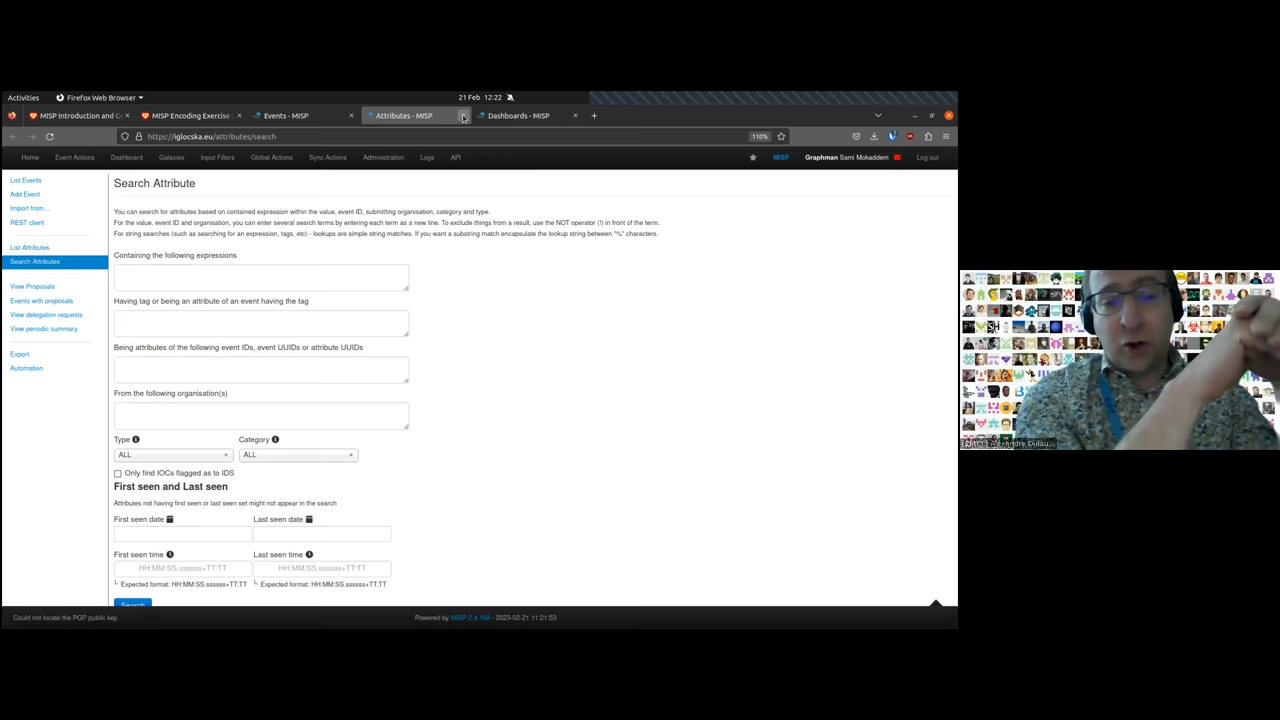 Activities
Firefox Web Browser
21 Feb 12:22
MISP Introduction and G
MISP Encoding Exercise
Events - MISP
Attributes - MISP
Dashboards - MISP
https://iglocska.eu/attributes/search
110%
Home
Event Actions
Dashboard
Galaxies
Input Filters
Global Actions
Sync Actions
Administration
Logs
API
MISP
Graphman Sami Mokaddem
Log out
List Events
Add Event
Import from...
REST client
List Attributes
Search Attributes
View Proposals
Events with proposals
View delegation requests
View periodic summary
Export
Automation
Search Attribute
You can search for attributes based on contained expression within the value, event ID, submitting organisation, category and type.
For the value, event ID and organisation, you can enter several search terms by entering each term as a new line. To exclude things from a result, use the NOT operator (!) in front of the term.
For string searches (such as searching for an expression, tags, etc) - lookups are simple string matches. If you want a substring match encapsulate the lookup string between "%" characters.
Containing the following expressions
Having tag or being an attribute of an event having the tag
Being attributes of the following event IDs, event UUIDs or attribute UUIDs
From the following organisation(s)
Type
Category
ALL
ALL
Only find IOCs flagged as to IDS
First seen and Last seen
Attributes not having first seen or last seen set might not appear in the search
First seen date
Last seen date
First seen time
Last seen time
HH:MM:SS.ssssss+TT:TT
HH:MM:SS.ssssss+TT:TT
Expected format: HH:MM:SS.ssssss+TT:TT
Expected format: HH:MM:SS.ssssss+TT:TT
Search
Could not locate the PGP public key.
Powered by MISP 2.4.168 - 2023-02-21 11:21:53
Alexandre Dulau...